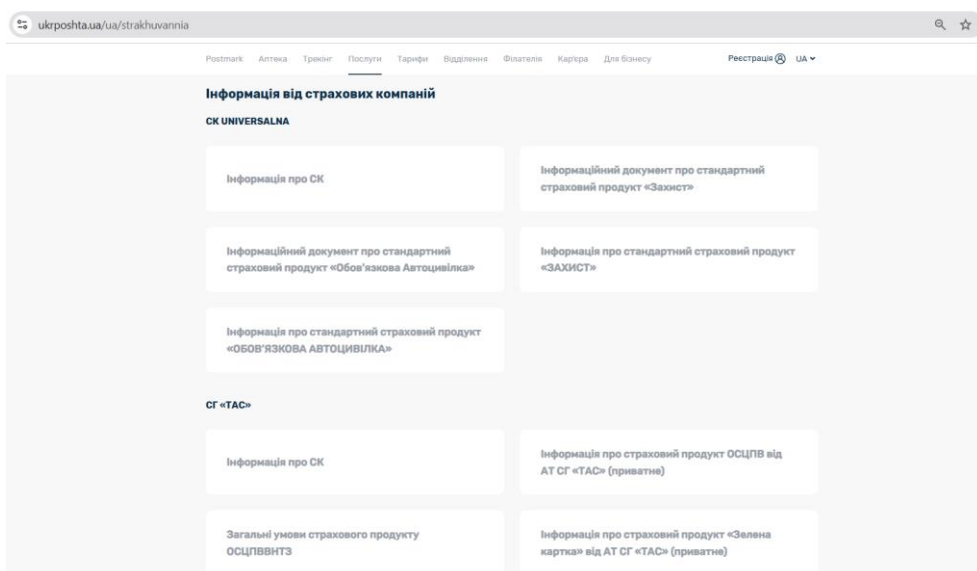 ukrposhta.ua/ua/strakhuvannia
Postmark Аптека Трекінг Послуги Тарифи Відділення Філателія Кар'єра Для бізнесу Реєстрація UA
Інформація від страхових компаній
СК UNIVERSALNA
Інформація про СК
Інформаційний документ про стандартний
страховий продукт «Захист»
Інформаційний документ про стандартний
страховий продукт «Обов'язкова Автоцивілка»
Інформація про стандартний страховий продукт
«ЗАХИСТ»
Інформація про стандартний страховий продукт
«ОБОВ'ЯЗКОВА АВТОЦИВІЛКА»
СГ «ТАС»
Інформація про СК
Інформація про страховий продукт ОСЦПВ від
АТ СГ «ТАС» (приватне)
Загальні умови страхового продукту
ОСЦПВВНТЗ
Інформація про страховий продукт «Зелена
картка» від АТ СГ «ТАС» (приватне)